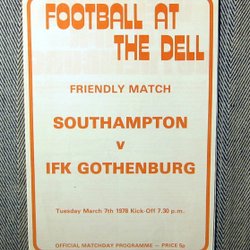 FOOTBALL AT
THE DELL
FRIENDLY MATCH
SOUTHAMPTON
v
IFK GOTHENBURG
Tuesday March 7th 1978 Kick-Off 7.30 p.m.
OFFICIAL MATCHDAY PROGRAMME — PRICE 5p